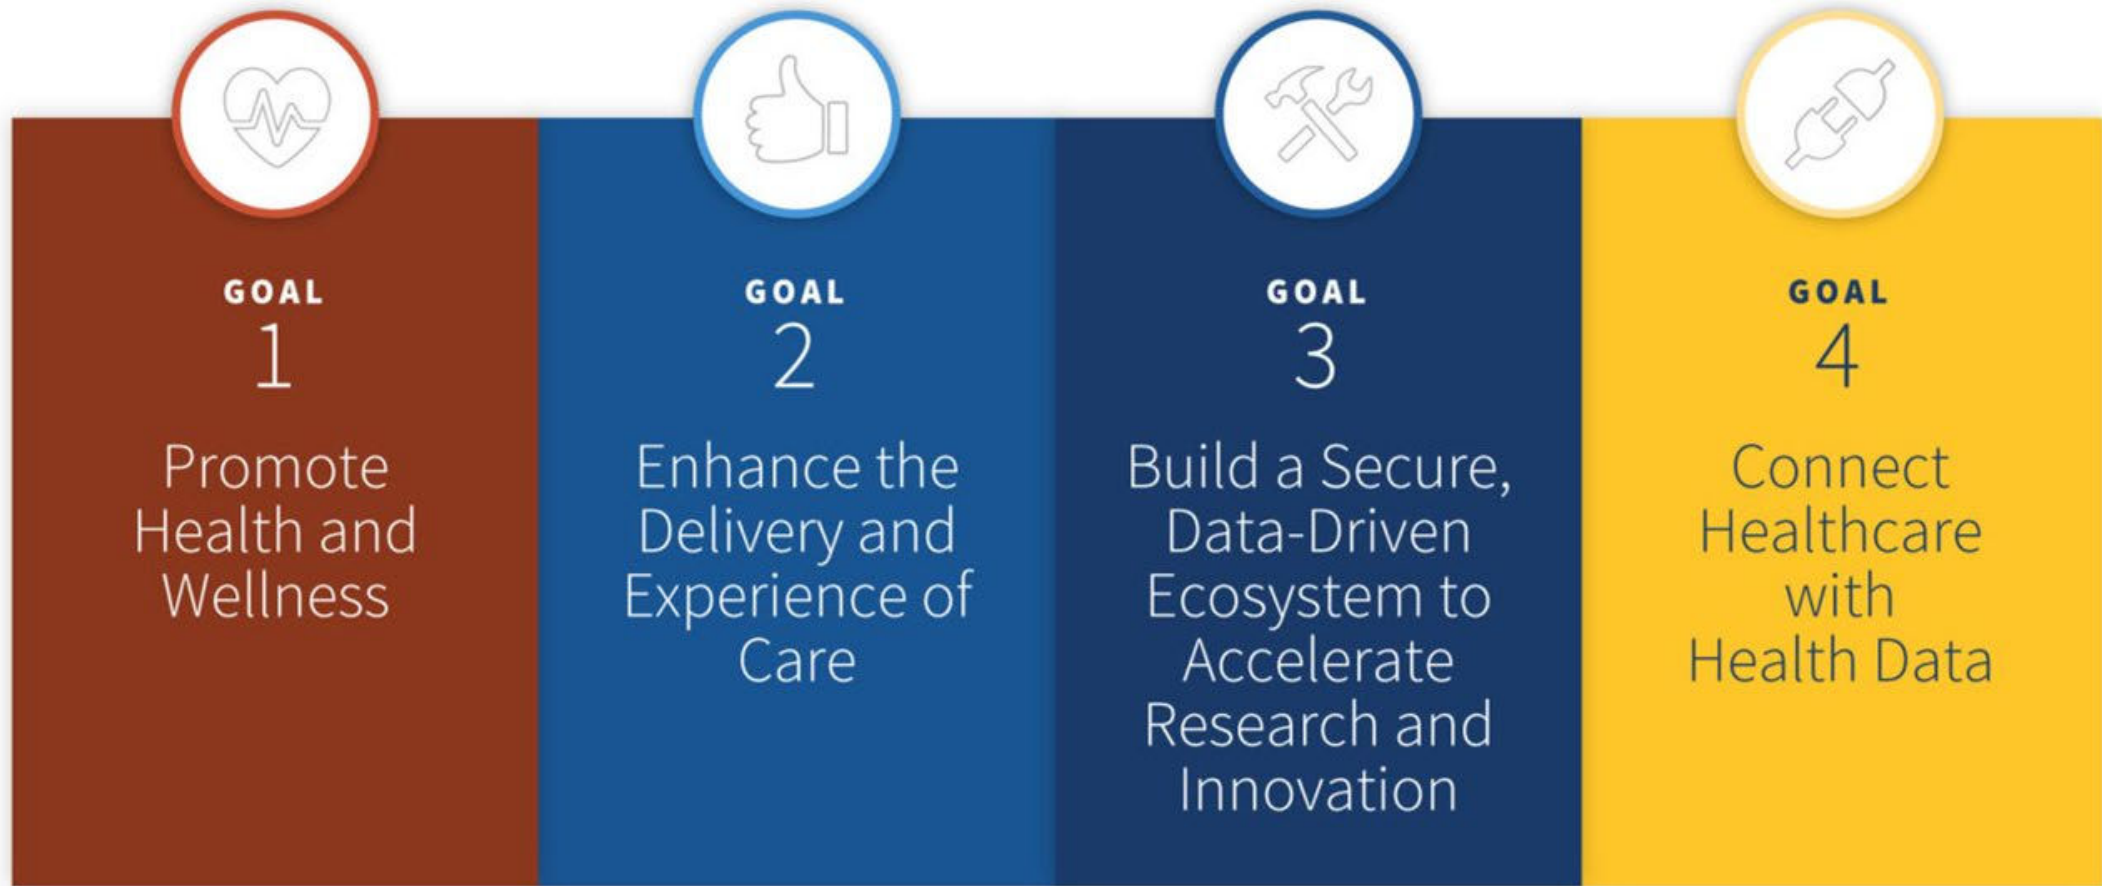 GOAL
1
Promote
Health and
Wellness
GOAL
2
Enhance the
Delivery and
Experience of
Care
GOAL
3
Build a Secure,
Data-Driven
Ecosystem to
Accelerate
Research and
Innovation
GOAL
4
Connect
Healthcare
with
Health Data